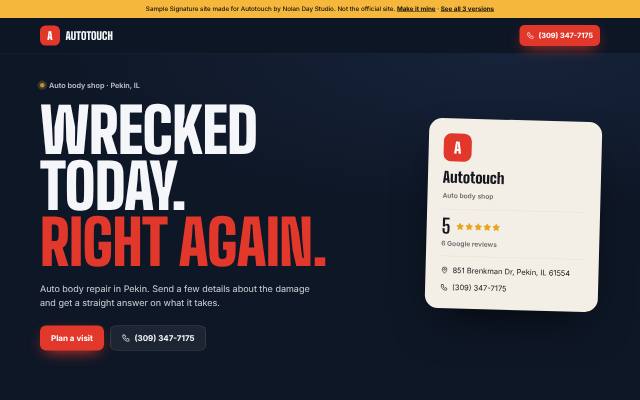 Sample Signature site made for Autotouch by Nolan Day Studio. Not the official site. Make it mine · See all 3 versions
A AUTOTOUCH
(309) 347-7175
Auto body shop · Pekin, IL
WRECKED
TODAY.
RIGHT AGAIN.
Auto body repair in Pekin. Send a few details about the damage
and get a straight answer on what it takes.
Plan a visit
(309) 347-7175
A
Autotouch
Auto body shop
5 ★★★★★
6 Google reviews
851 Brenkman Dr, Pekin, IL 61554
(309) 347-7175